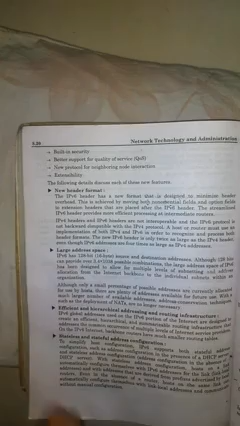 5.20
Network Technology and Administration
→ Built-in security
→ Better support for quality of service (QoS)
→ New protocol for neighboring node interaction
→ Extensibility
The following details discuss each of these new features.
► New header format :
The IPv6 header has a new format that is designed to minimize header
overhead. This is achieved by moving both nonessential fields and option fields
to extension headers that are placed after the IPv6 header. The streamlined
IPv6 header provides more efficient processing at intermediate routers.
IPv4 headers and IPv6 headers are not interoperable and the IPv6 protocol is
not backward compatible with the IPv4 protocol. A host or router must use an
implementation of both IPv4 and IPv6 in order to recognize and process both
header formats. The new IPv6 header is only twice as large as the IPv4 header,
even though IPv6 addresses are four times as large as IPv4 addresses.
► Large address space :
IPv6 has 128-bit (16-byte) source and destination addresses. Although 128 bits
can provide over 3.4×1038 possible combinations, the large address space of IPv6
has been designed to allow for multiple levels of subnetting and address
allocation from the Internet backbone to the individual subnets within an
Although only a small percentage of possible addresses are currently allocated
for use by hosts, there are plenty of addresses available for future use. With a
much larger number of available addresses, address-conservation techniques,
such as the deployment of NATs, are no longer necessary.
► Efficient and hierarchical addressing and routing infrastructure :
IPv6 global addresses used on the IPv6 portion of the Internet are designed to
create an efficient, hierarchical, and summarizable routing infrastructure that
addresses the common occurrence of multiple levels of Internet service providers.
On the IPv6 Internet, backbone routers have much smaller routing tables.
► Stateless and stateful address configuration :
To simplify host configuration, IPv6 supports both stateful address
configuration, such as address configuration in the presence of a DHCP server,
and stateless address configuration (address configuration in the absence of a
DHCP server). With stateless address configuration, hosts on a link
automatically configure themselves with IPv6 addresses for the link (link-local
addresses) and with addresses that are derived from prefixes advertised by local
routers. Even in the absence of a router, hosts on the same link can
automatically configure themselves with link-local addresses and communicate
without manual configuration.